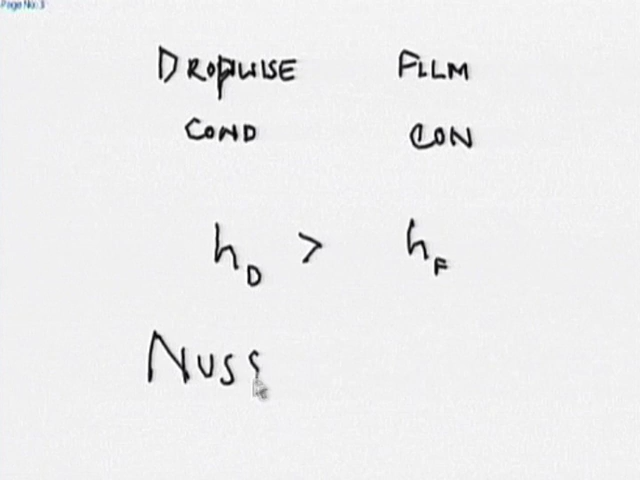 Page No: 3
DROPWISE FILM
COND CON
h_D > h_F
NUSS